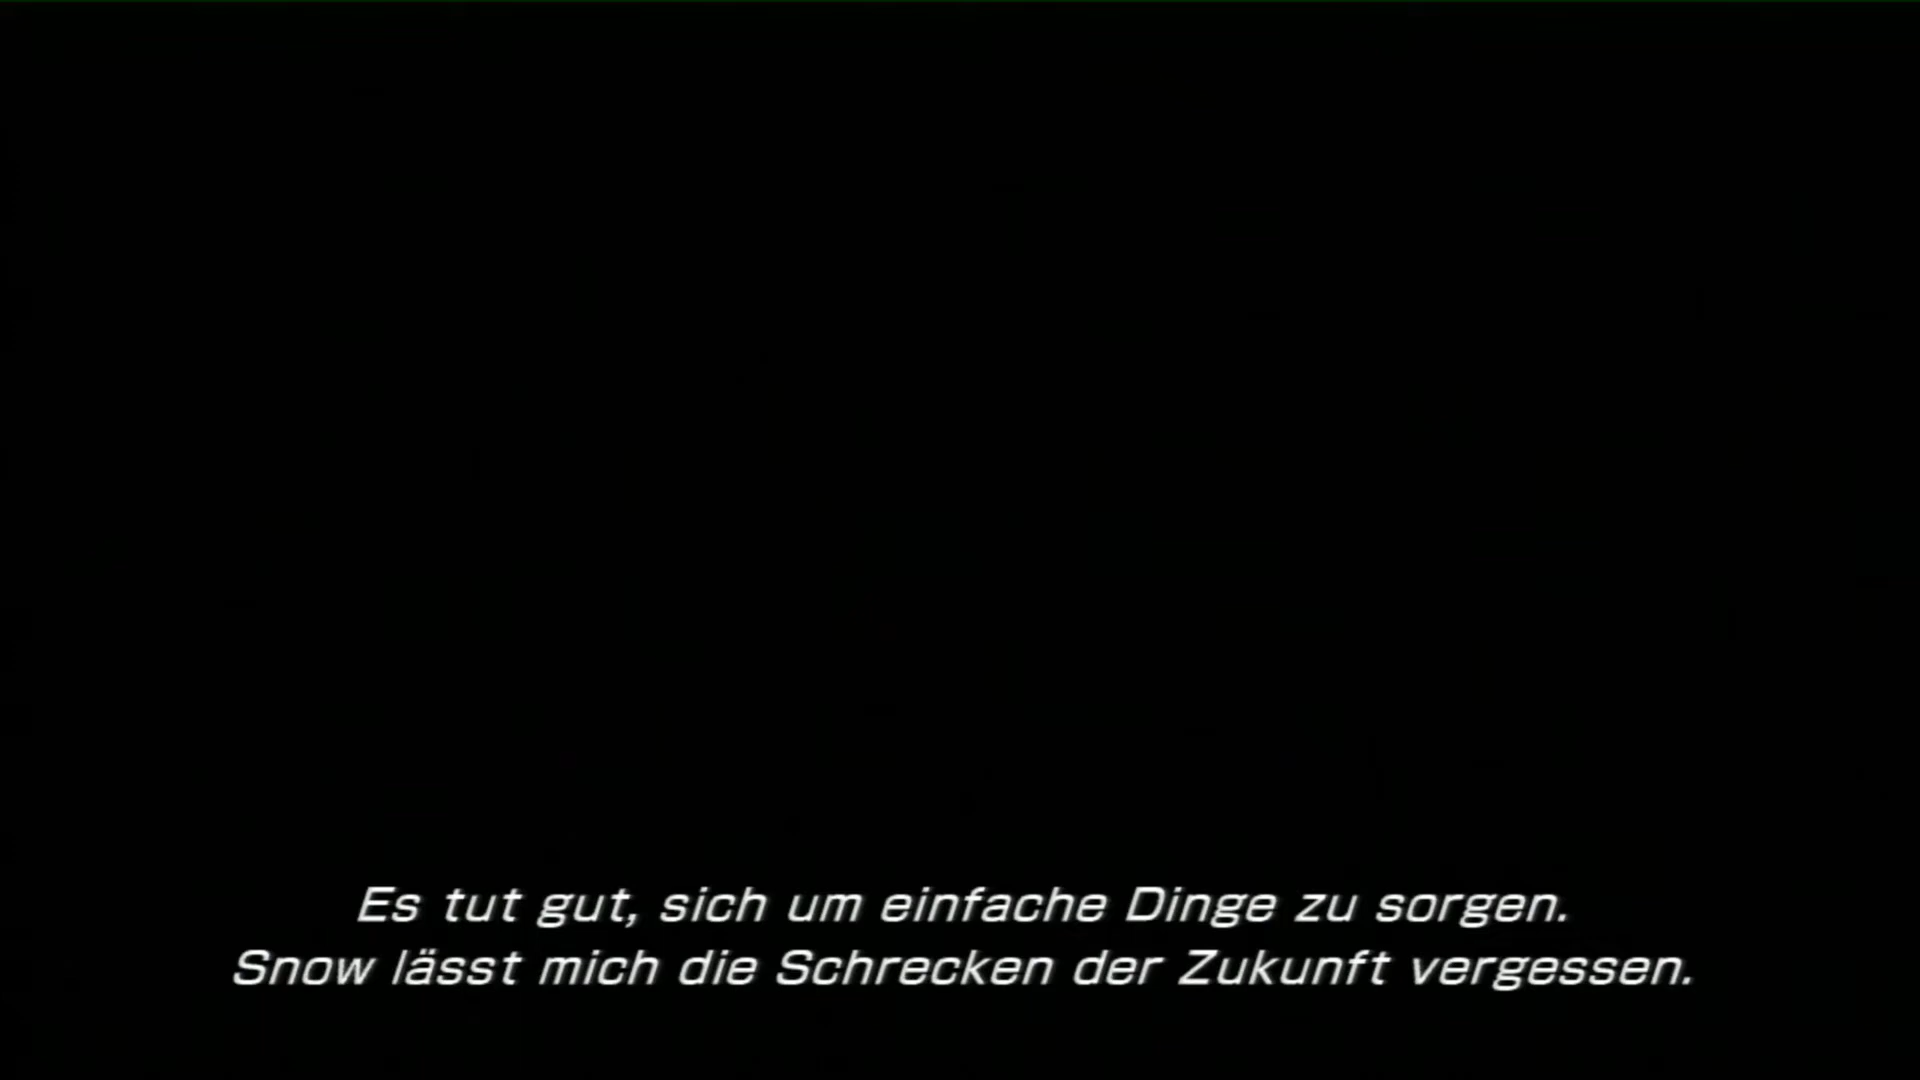 Es tut gut, sich um einfache Dinge zu sorgen.
Snow lässt mich die Schrecken der Zukunft vergessen.